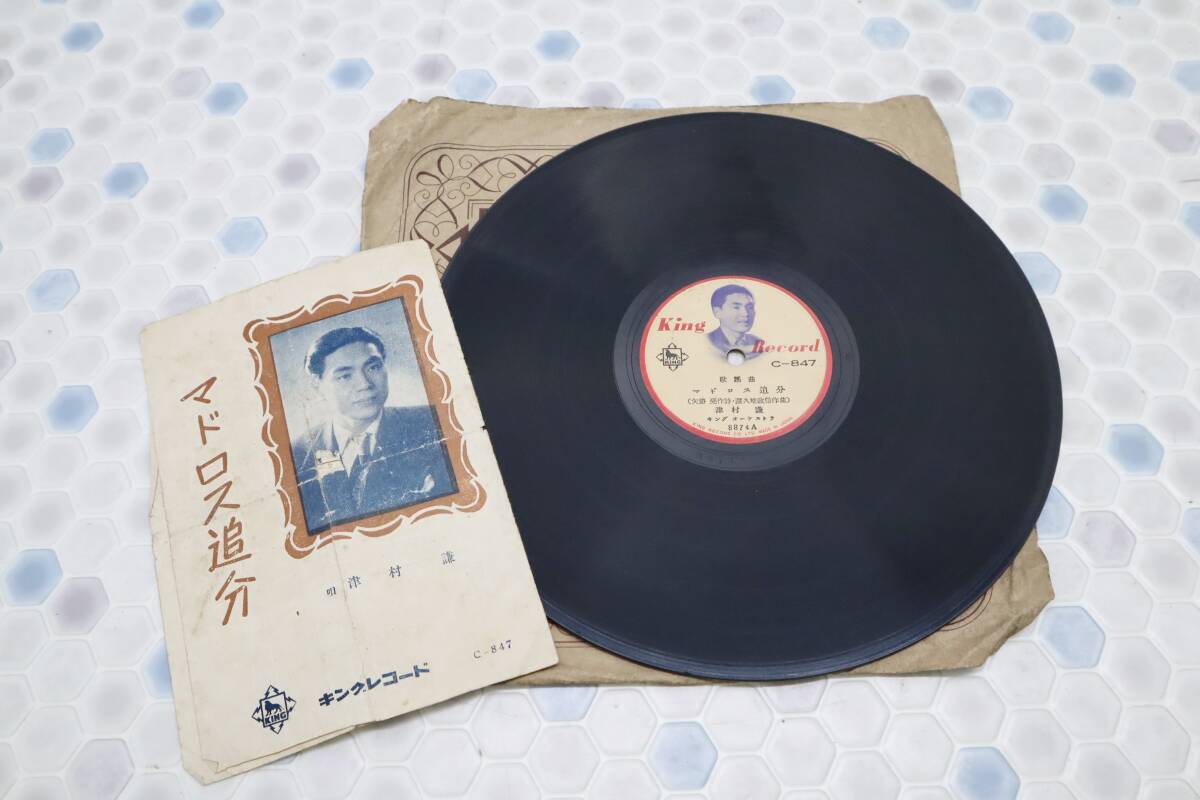 マドロス追分
唄 津村 謙
C-847
キングレコード
KING
King Record
KING
C-847
歌謡曲
マドロス追分
津村 謙
キングオーケストラ
8874A